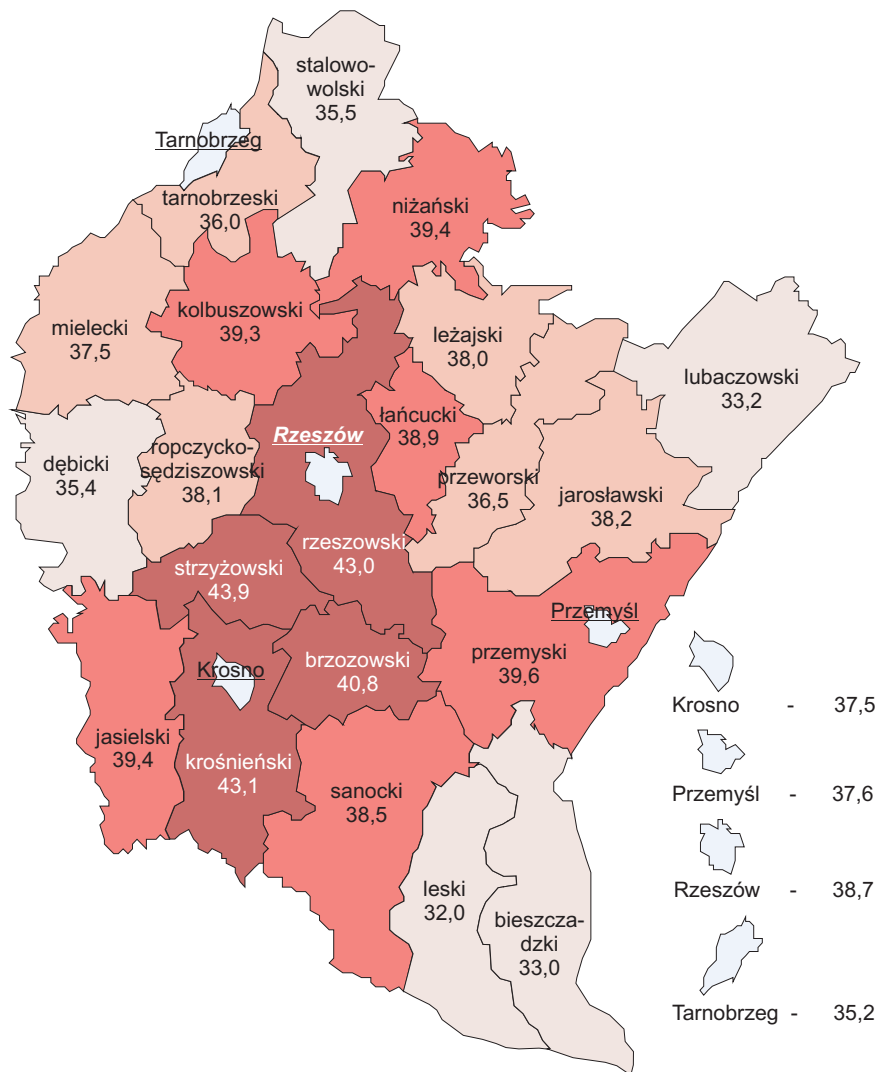 stalowo-
wolski
35,5
Tarnobrzeg
tarnobrzeski
36,0
niżański
39,4
kolbuszowski
39,3
mielecki
37,5
leżajski
38,0
lubaczowski
33,2
łańcucki
38,9
Rzeszów
ropczycko-
sędziszowski
38,1
dębicki
35,4
przeworski
36,5
jarosławski
38,2
rzeszowski
43,0
strzyżowski
43,9
Przemyśl
przemyski
39,6
brzozowski
40,8
Krosno
jasielski
39,4
krośnieński
43,1
sanocki
38,5
leski
32,0
bieszcza-
dzki
33,0
Krosno - 37,5
Przemyśl - 37,6
Rzeszów - 38,7
Tarnobrzeg - 35,2